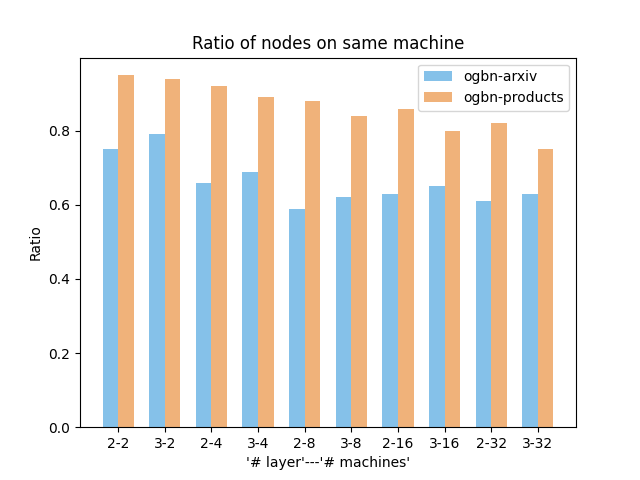 Ratio of nodes on same machine
ogbn-arxiv
ogbn-products
Ratio
0.8
0.6
0.4
0.2
0.0
2-2 3-2 2-4 3-4 2-8 3-8 2-16 3-16 2-32 3-32
'# layer'---'# machines'